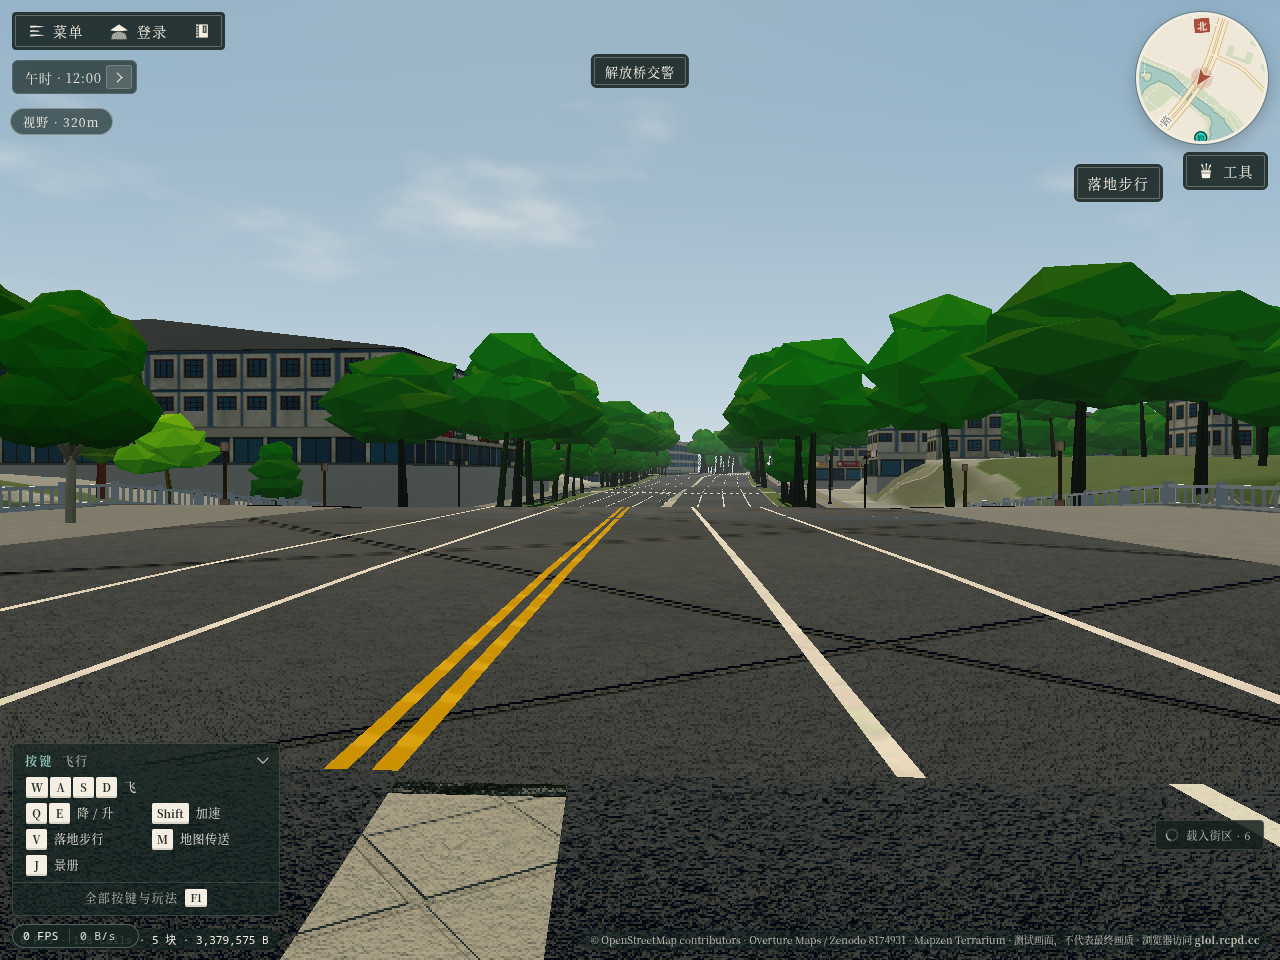 菜单 登录
午时 · 12:00
视野 · 320m
解放桥交警
北
路
落地步行
工具
按键 飞行
W A S D 飞
Q E 降 / 升 Shift 加速
V 落地步行 M 地图传送
J 景册
全部按键与玩法 F1
0 FPS 0 B/s · 5 块 · 3,379,575 B
载入街区 · 6
© OpenStreetMap contributors · Overture Maps / Zenodo 8174931 · Mapzen Terrarium · 测试画面，不代表最终画质 · 浏览器访问 glol.rcpd.cc